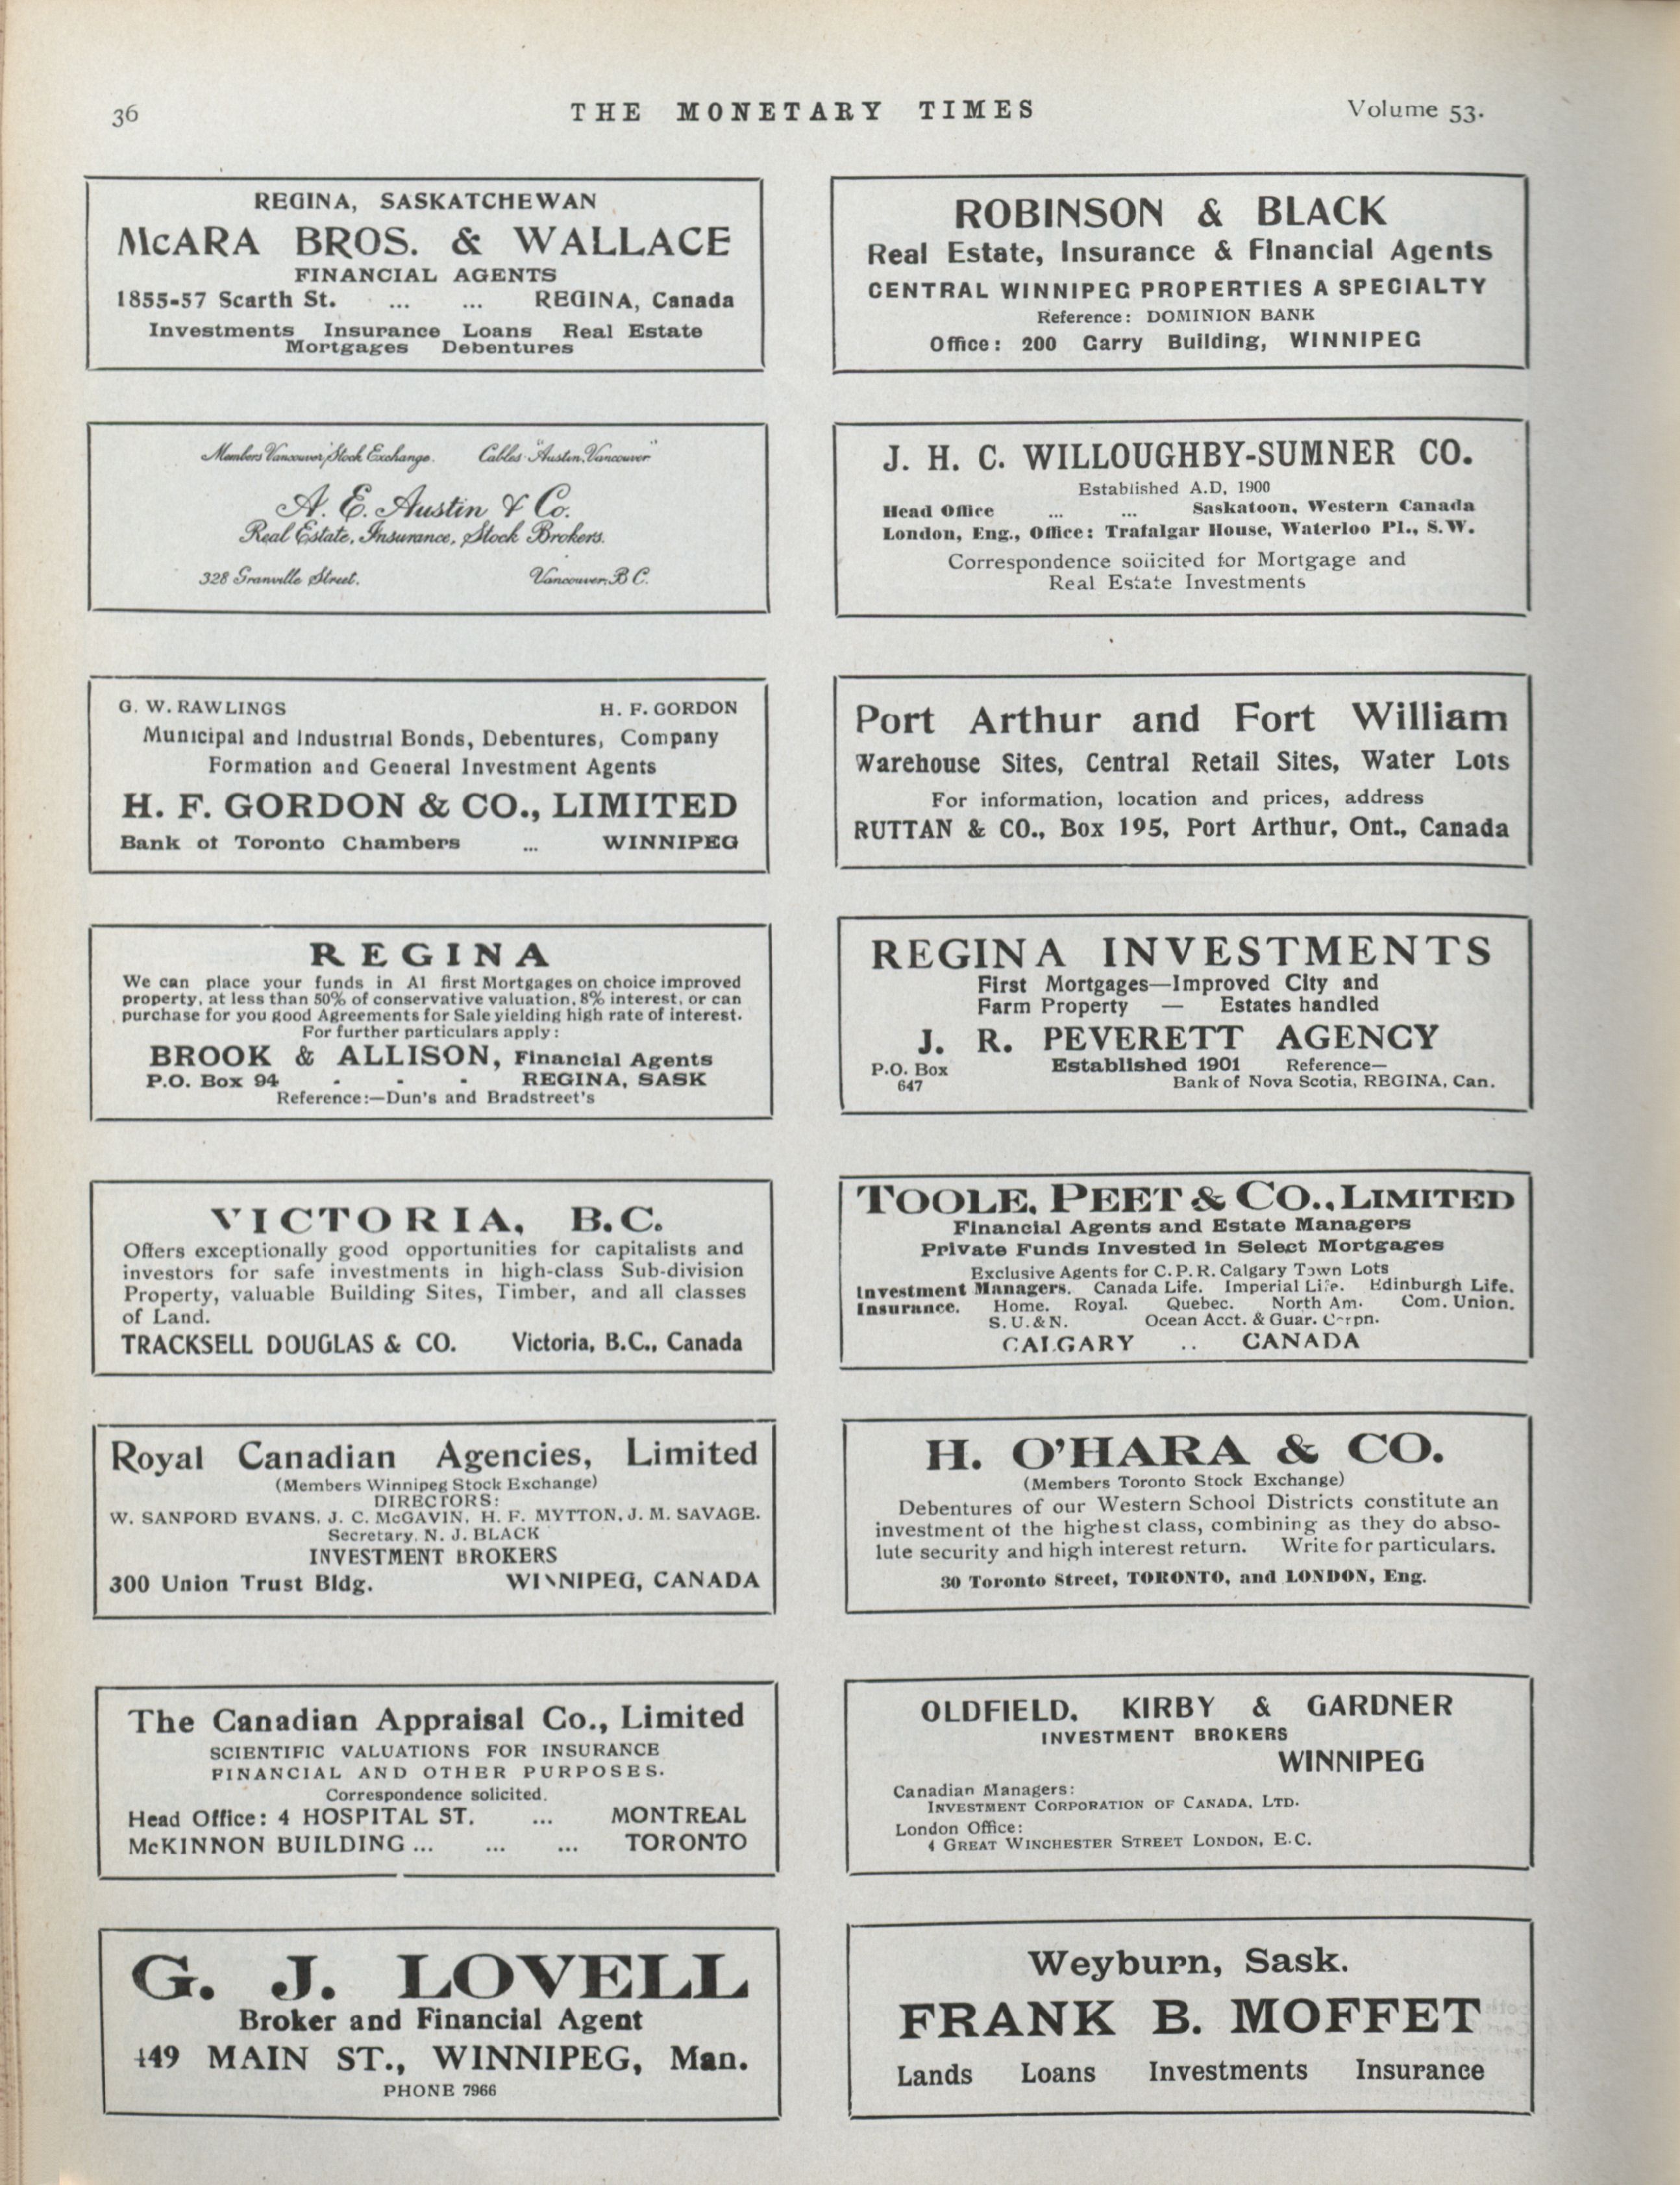 36
THE MONETARY TIMES
Volume 53.
REGINA, SASKATCHEWAN
McARA BROS. & WALLACE
FINANCIAL AGENTS
1855-57 Scarth St. ... ... REGINA, Canada
Investments Insurance Loans Real Estate
Mortgages Debentures
ROBINSON & BLACK
Real Estate, Insurance & Financial Agents
CENTRAL WINNIPEG PROPERTIES A SPECIALTY
Reference: DOMINION BANK
Office: 200 Garry Building, WINNIPEG
Members Vancouver Stock Exchange. Cables "Austin, Vancouver"
A. E. Austin & Co.
Real Estate, Insurance, Stock Brokers.
328 Granville Street. Vancouver, B C.
J. H. C. WILLOUGHBY-SUMNER CO.
Established A.D, 1900
Head Office ... ... Saskatoon, Western Canada
London, Eng., Office: Trafalgar House, Waterloo Pl., S.W.
Correspondence solicited for Mortgage and
Real Estate Investments
G. W. RAWLINGS H. F. GORDON
Municipal and Industrial Bonds, Debentures, Company
Formation and General Investment Agents
H. F. GORDON & CO., LIMITED
Bank of Toronto Chambers ... WINNIPEG
Port Arthur and Fort William
Warehouse Sites, Central Retail Sites, Water Lots
For information, location and prices, address
RUTTAN & CO., Box 195, Port Arthur, Ont., Canada
REGINA
We can place your funds in A1 first Mortgages on choice improved
property, at less than 50% of conservative valuation, 8% interest, or can
purchase for you good Agreements for Sale yielding high rate of interest.
For further particulars apply:
BROOK & ALLISON, Financial Agents
P.O. Box 94 - - - REGINA, SASK
Reference:—Dun's and Bradstreet's
REGINA INVESTMENTS
First Mortgages—Improved City and
Farm Property — Estates handled
J. R. PEVERETT AGENCY
P.O. Box 647 Established 1901 Reference—
Bank of Nova Scotia, REGINA, Can.
VICTORIA, B.C.
Offers exceptionally good opportunities for capitalists and
investors for safe investments in high-class Sub-division
Property, valuable Building Sites, Timber, and all classes
of Land.
TRACKSELL DOUGLAS & CO. Victoria, B.C., Canada
TOOLE, PEET & CO., LIMITED
Financial Agents and Estate Managers
Private Funds Invested in Select Mortgages
Exclusive Agents for C. P. R. Calgary Town Lots
Investment Managers. Canada Life. Imperial Life. Edinburgh Life.
Insurance. Home. Royal. Quebec. North Am. Com. Union.
S. U. & N. Ocean Acct. & Guar. Corpn.
CALGARY .. CANADA
Royal Canadian Agencies, Limited
(Members Winnipeg Stock Exchange)
DIRECTORS:
W. SANFORD EVANS, J. C. McGAVIN, H. F. MYTTON, J. M. SAVAGE.
Secretary, N. J. BLACK
INVESTMENT BROKERS
300 Union Trust Bldg. WINNIPEG, CANADA
H. O'HARA & CO.
(Members Toronto Stock Exchange)
Debentures of our Western School Districts constitute an
investment of the highest class, combining as they do abso-
lute security and high interest return. Write for particulars.
30 Toronto Street, TORONTO, and LONDON, Eng.
The Canadian Appraisal Co., Limited
SCIENTIFIC VALUATIONS FOR INSURANCE
FINANCIAL AND OTHER PURPOSES.
Correspondence solicited.
Head Office: 4 HOSPITAL ST. ... MONTREAL
McKINNON BUILDING ... ... ... TORONTO
OLDFIELD, KIRBY & GARDNER
INVESTMENT BROKERS
WINNIPEG
Canadian Managers:
INVESTMENT CORPORATION OF CANADA, LTD.
London Office:
4 GREAT WINCHESTER STREET LONDON, E.C.
G. J. LOVELL
Broker and Financial Agent
449 MAIN ST., WINNIPEG, Man.
PHONE 7966
Weyburn, Sask.
FRANK B. MOFFET
Lands Loans Investments Insurance